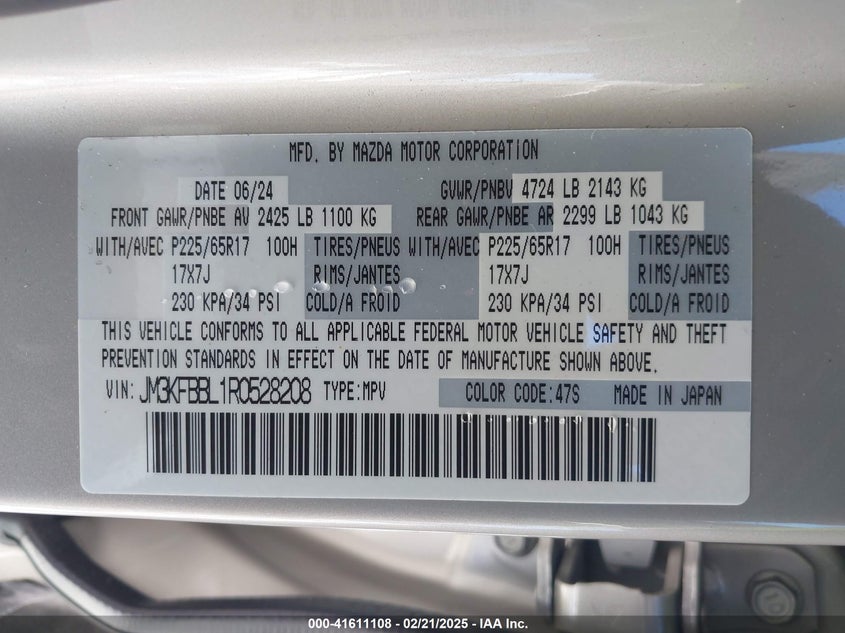 MFD. BY MAZDA MOTOR CORPORATION
DATE 06/24 GVWR/PNBV 4724 LB 2143 KG
FRONT GAWR/PNBE AV 2425 LB 1100 KG REAR GAWR/PNBE AR 2299 LB 1043 KG
WITH/AVEC P225/65R17 100H TIRES/PNEUS WITH/AVEC P225/65R17 100H TIRES/PNEUS
17X7J RIMS/JANTES 17X7J RIMS/JANTES
230 KPA/34 PSI COLD/A FROID 230 KPA/34 PSI COLD/A FROID
THIS VEHICLE CONFORMS TO ALL APPLICABLE FEDERAL MOTOR VEHICLE SAFETY AND THEFT
PREVENTION STANDARDS IN EFFECT ON THE DATE OF MANUFACTURE SHOWN ABOVE.
VIN: JM3KFBBL1R0528208 TYPE:MPV COLOR CODE:47S MADE IN JAPAN
000-41611108 - 02/21/2025 - © IAA Inc.